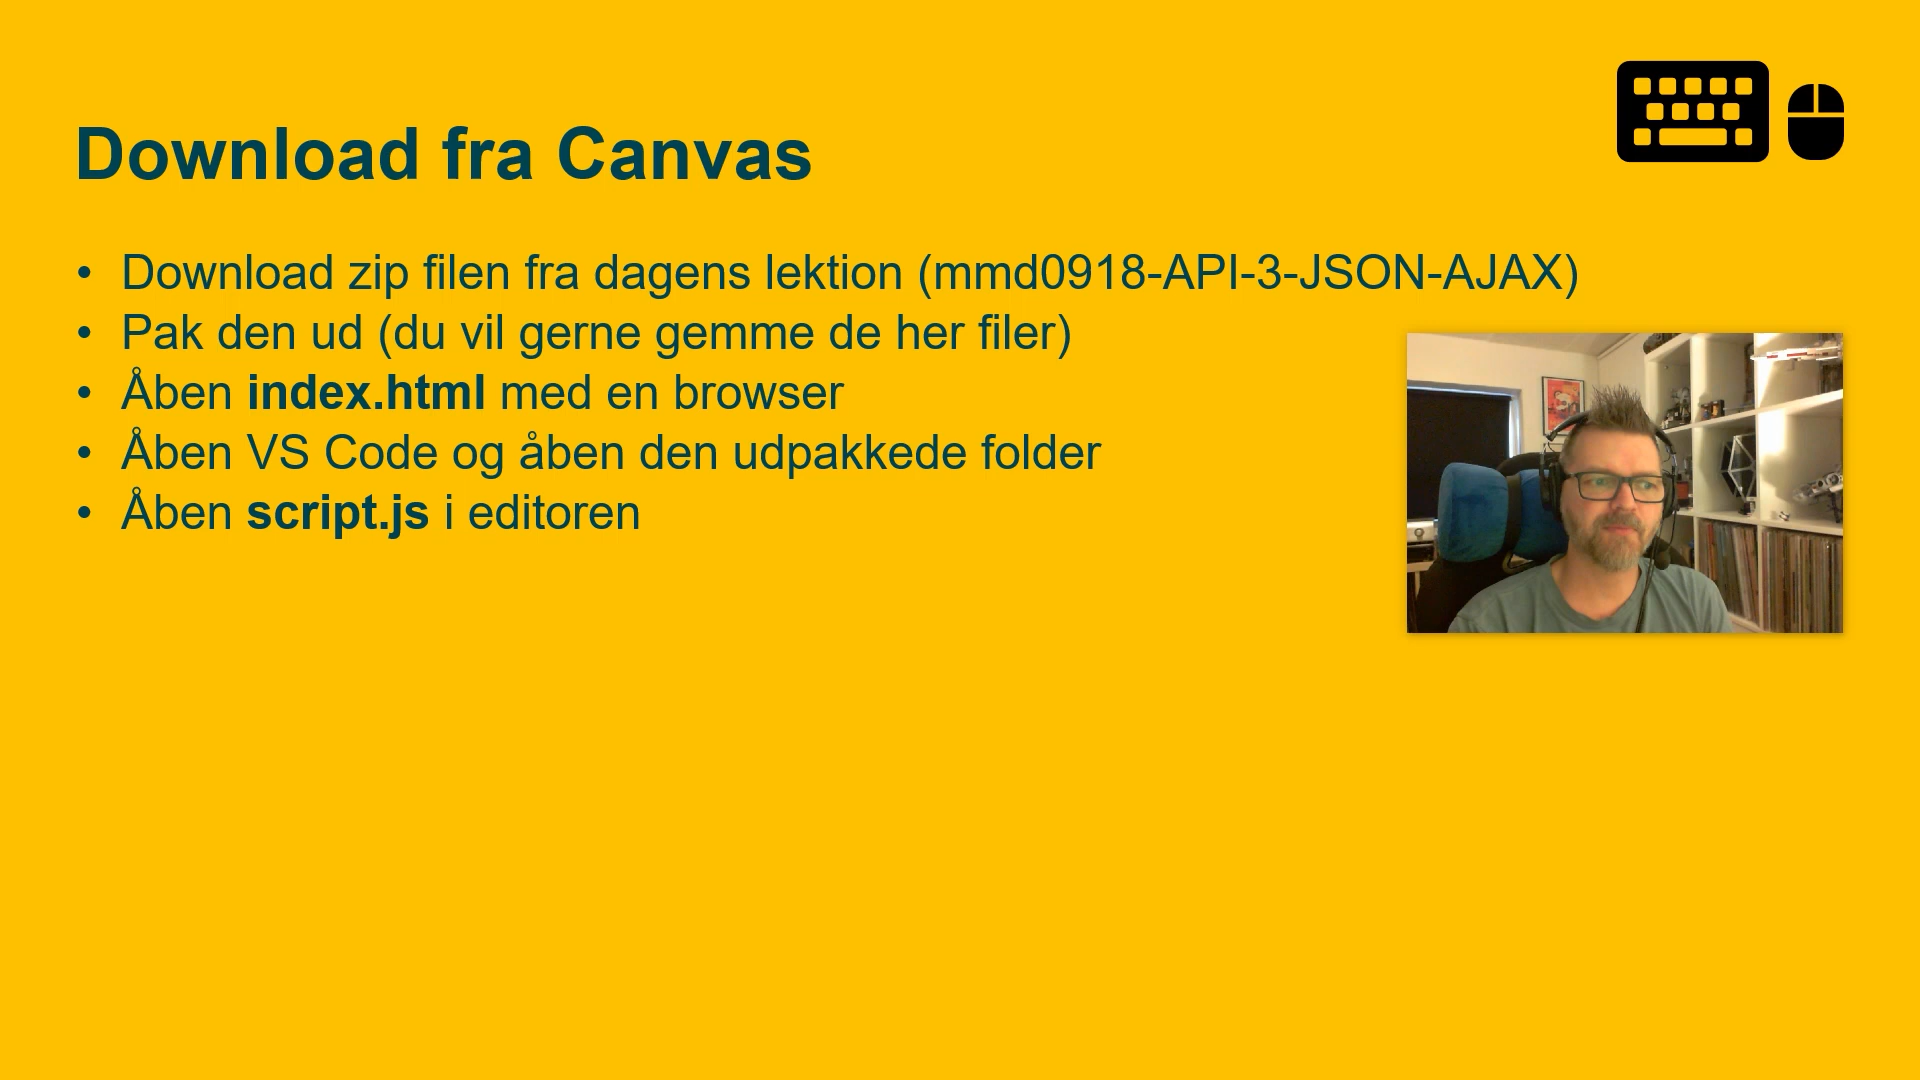 Download fra Canvas
• Download zip filen fra dagens lektion (mmd0918-API-3-JSON-AJAX)
• Pak den ud (du vil gerne gemme de her filer)
• Åben index.html med en browser
• Åben VS Code og åben den udpakkede folder
• Åben script.js i editoren